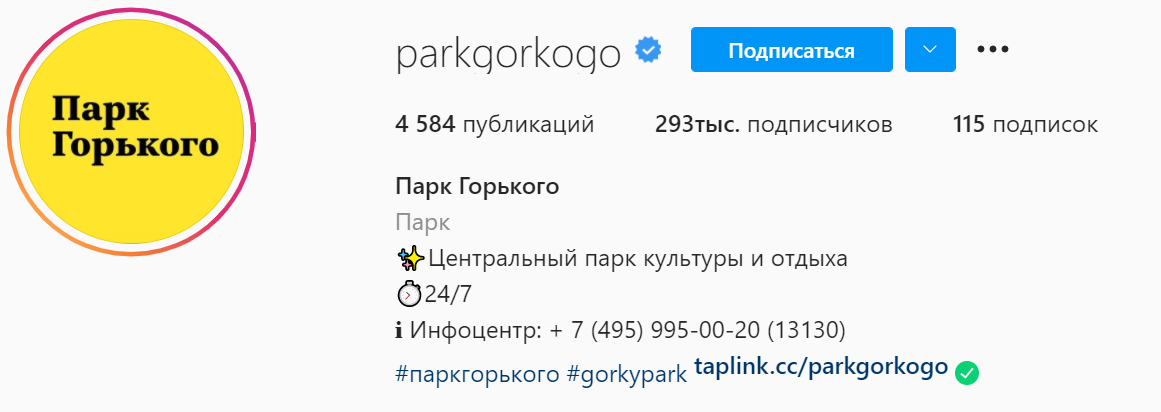 Парк
Горького
parkgorkogo
Подписаться
4 584 публикаций 293тыс. подписчиков 115 подписок
Парк Горького
Парк
✨Центральный парк культуры и отдыха
⏱24/7
ℹ Инфоцентр: + 7 (495) 995-00-20 (13130)
#паркгорького #gorkypark taplink.cc/parkgorkogo